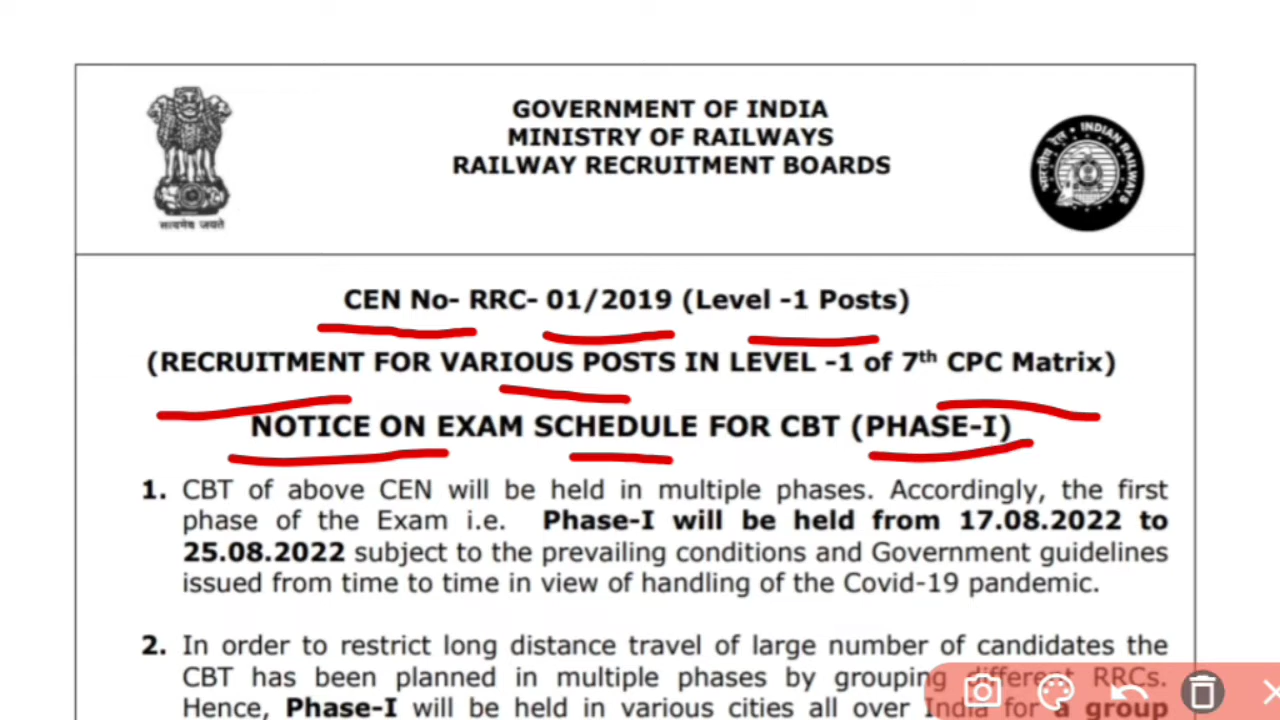 GOVERNMENT OF INDIA
MINISTRY OF RAILWAYS
RAILWAY RECRUITMENT BOARDS
सत्यमेव जयते
भारतीय रेल • INDIAN RAILWAYS
CEN No- RRC- 01/2019 (Level -1 Posts)
(RECRUITMENT FOR VARIOUS POSTS IN LEVEL -1 of 7th CPC Matrix)
NOTICE ON EXAM SCHEDULE FOR CBT (PHASE-I)
1. CBT of above CEN will be held in multiple phases. Accordingly, the first
phase of the Exam i.e. Phase-I will be held from 17.08.2022 to
25.08.2022 subject to the prevailing conditions and Government guidelines
issued from time to time in view of handling of the Covid-19 pandemic.
2. In order to restrict long distance travel of large number of candidates the
CBT has been planned in multiple phases by grouping different RRCs.
Hence, Phase-I will be held in various cities all over India for a group